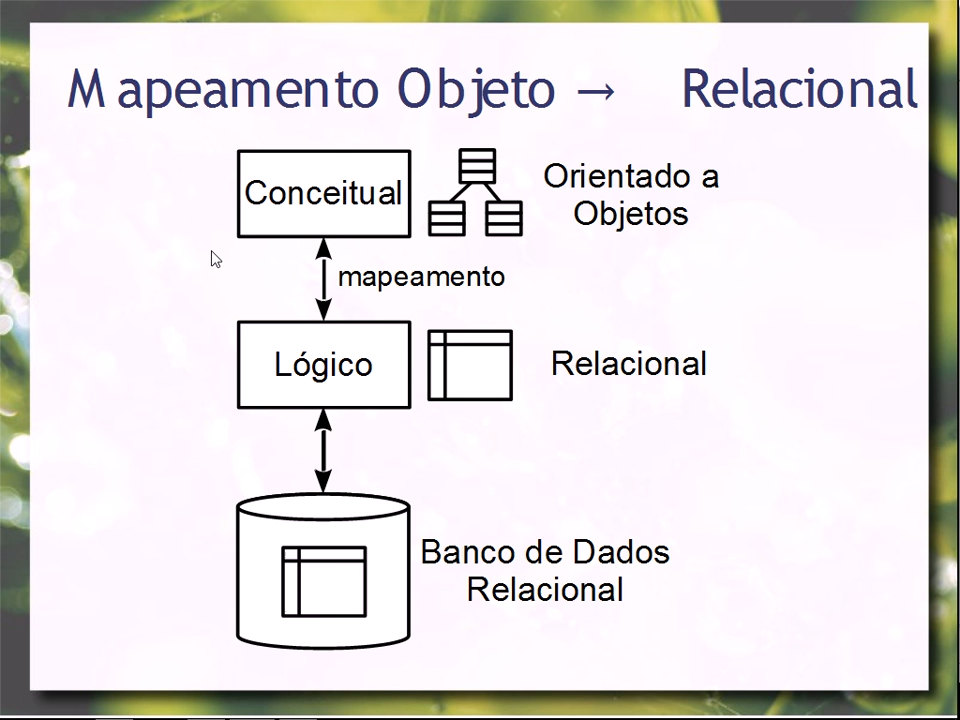 Mapeamento Objeto → Relacional
Conceitual
Orientado a
Objetos
mapeamento
Lógico
Relacional
Banco de Dados
Relacional